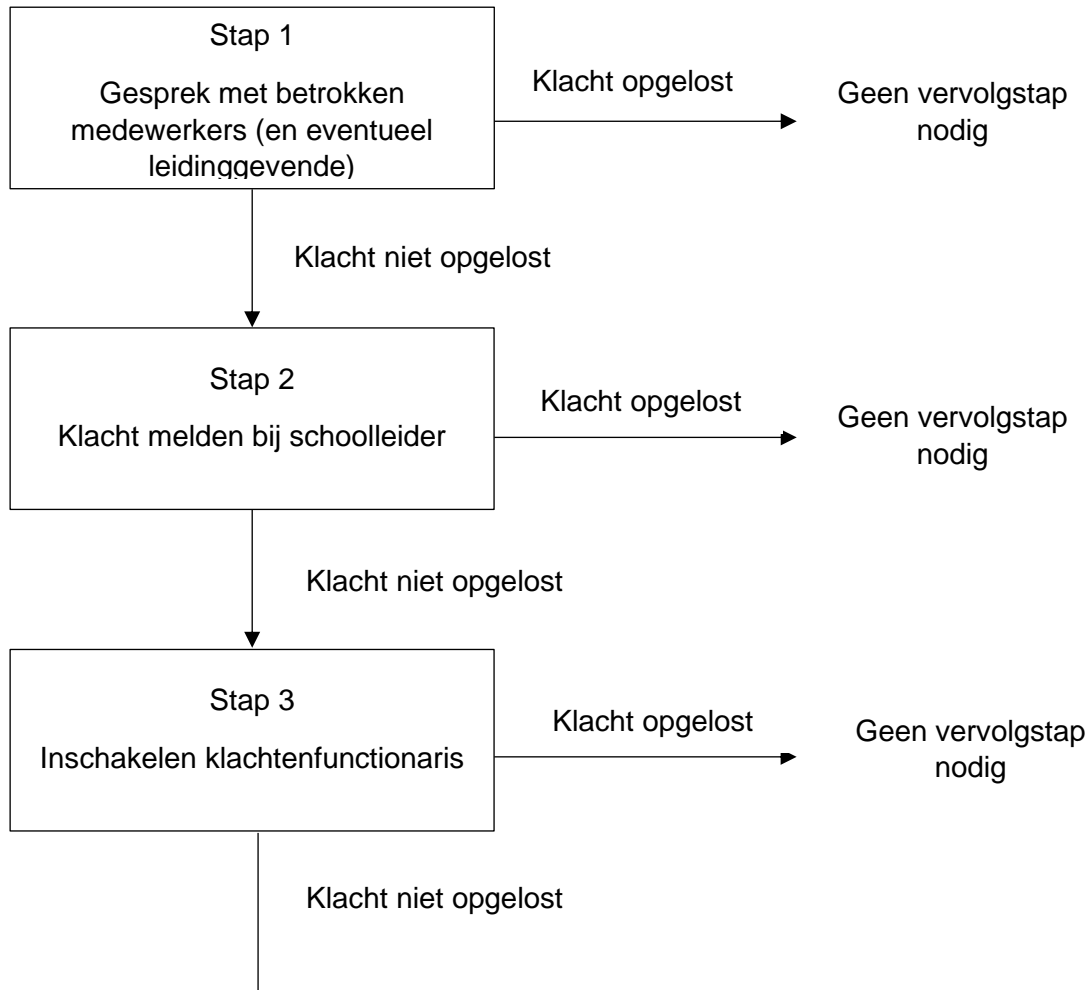 Stap 1
Gesprek met betrokken
medewerkers (en eventueel
leidinggevende)
Klacht opgelost
Geen vervolgstap
nodig
Klacht niet opgelost
Stap 2
Klacht melden bij schoolleider
Klacht opgelost
Geen vervolgstap
nodig
Klacht niet opgelost
Stap 3
Inschakelen klachtenfunctionaris
Klacht opgelost
Geen vervolgstap
nodig
Klacht niet opgelost